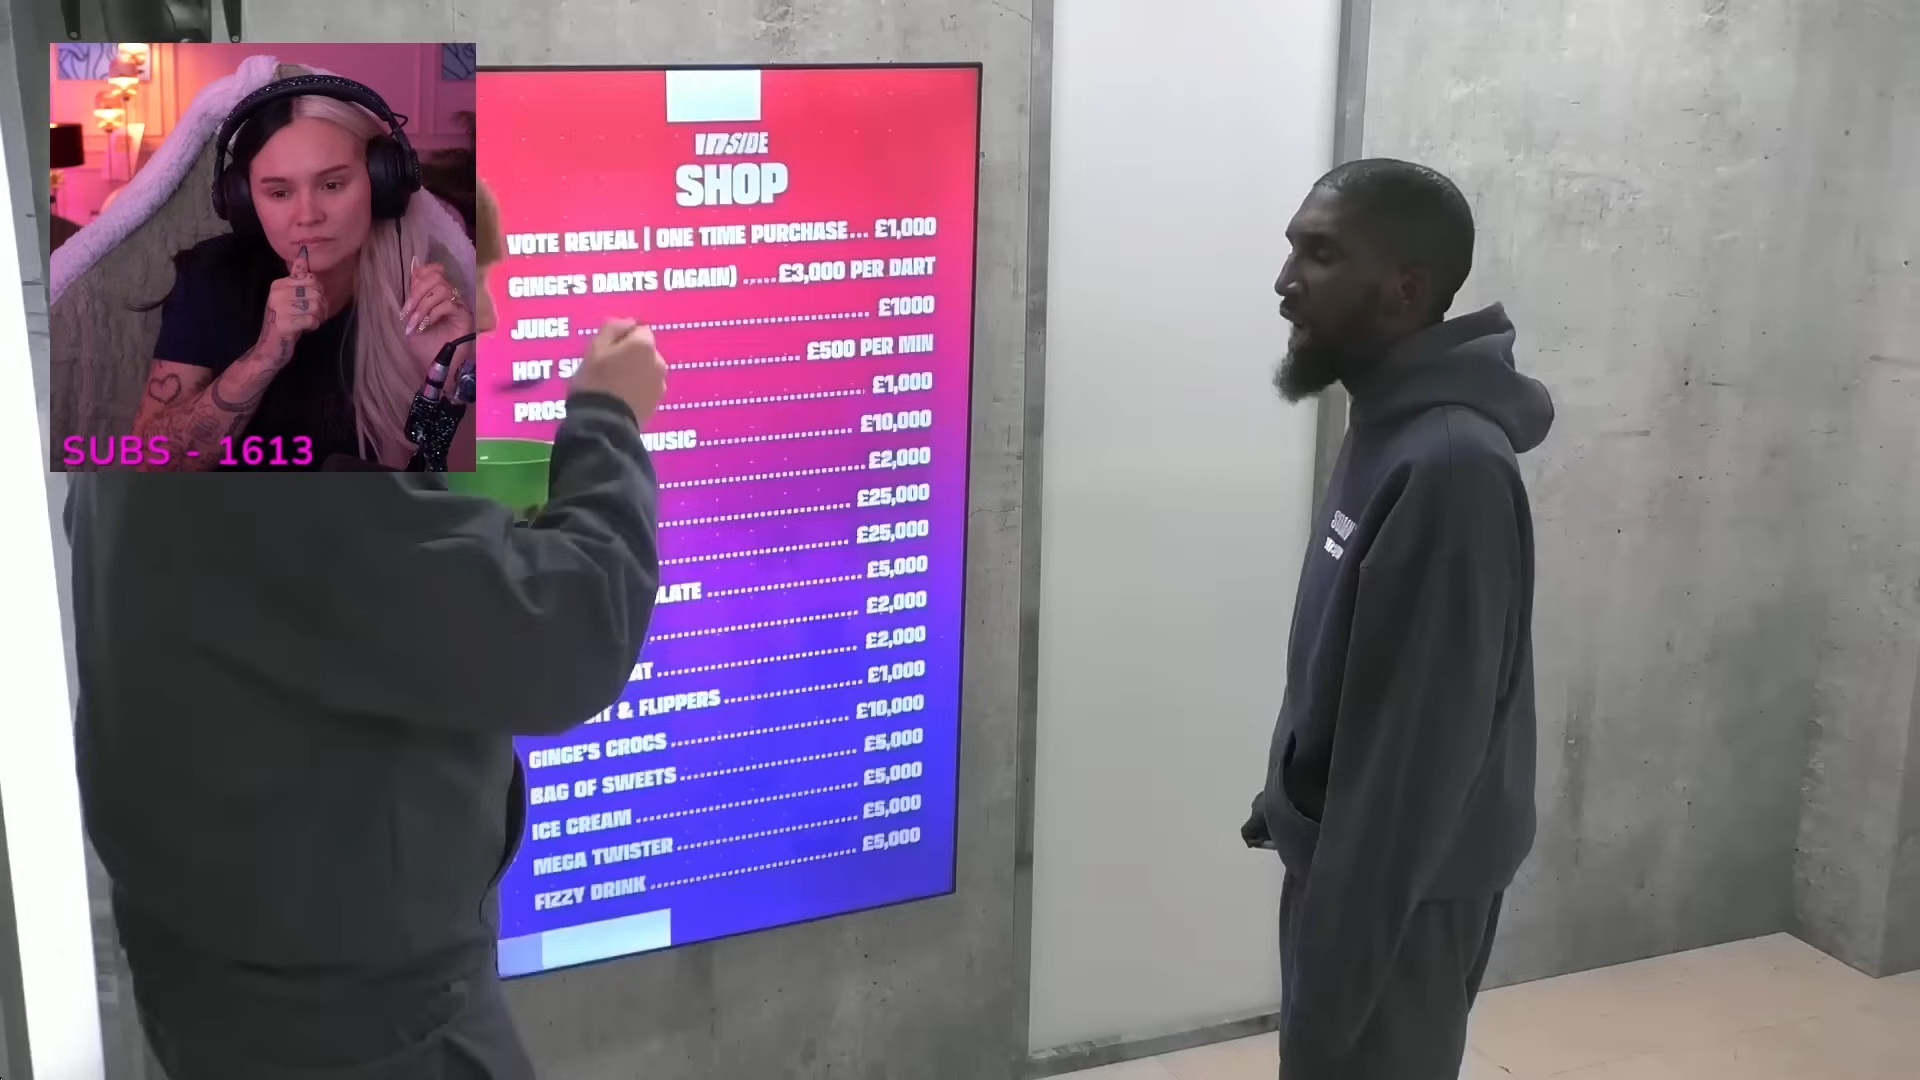 INSIDE
SHOP
VOTE REVEAL | ONE TIME PURCHASE... £1,000
GINGE'S DARTS (AGAIN) .....£3,000 PER DART
JUICE ... £1000
HOT ... £500 PER MIN
£1,000
MUSIC ... £10,000
£2,000
£25,000
£25,000
£5,000
£2,000
£2,000
& FLIPPERS ... £1,000
GINGE'S CROCS ... £10,000
BAG OF SWEETS ... £5,000
ICE CREAM ... £5,000
MEGA TWISTER ... £5,000
FIZZY DRINK ... £5,000
SUBS - 1613